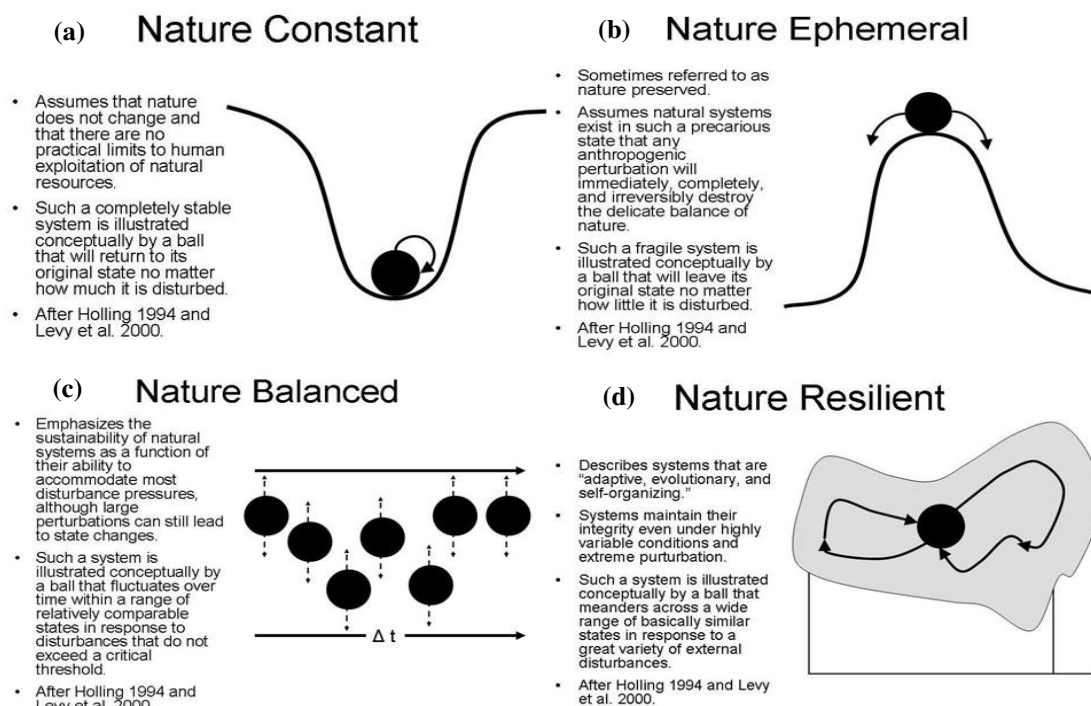 (a) Nature Constant
• Assumes that nature
does not change and
that there are no
practical limits to human
exploitation of natural
resources.
• Such a completely stable
system is illustrated
conceptually by a ball
that will return to its
original state no matter
how much it is disturbed.
• After Holling 1994 and
Levy et al. 2000.
(b) Nature Ephemeral
• Sometimes referred to as
nature preserved.
• Assumes natural systems
exist in such a precarious
state that any
anthropogenic
perturbation will
immediately, completely,
and irreversibly destroy
the delicate balance of
nature.
• Such a fragile system is
illustrated conceptually by
a ball that will leave its
original state no matter
how little it is disturbed.
• After Holling 1994 and
Levy et al. 2000.
(c) Nature Balanced
• Emphasizes the
sustainability of natural
systems as a function of
their ability to
accommodate most
disturbance pressures,
although large
perturbations can still lead
to state changes.
• Such a system is
illustrated conceptually by
a ball that fluctuates over
time within a range of
relatively comparable
states in response to
disturbances that do not
exceed a critical
threshold.
• After Holling 1994 and
Levy et al. 2000
Δ t
(d) Nature Resilient
• Describes systems that are
“adaptive, evolutionary, and
self-organizing.”
• Systems maintain their
integrity even under highly
variable conditions and
extreme purturbation.
• Such a system is illustrated
conceptually by a ball that
meanders across a wide
range of basically similar
states in response to a
great variety of external
disturbances.
• After Holling 1994 and Levy
et al. 2000.